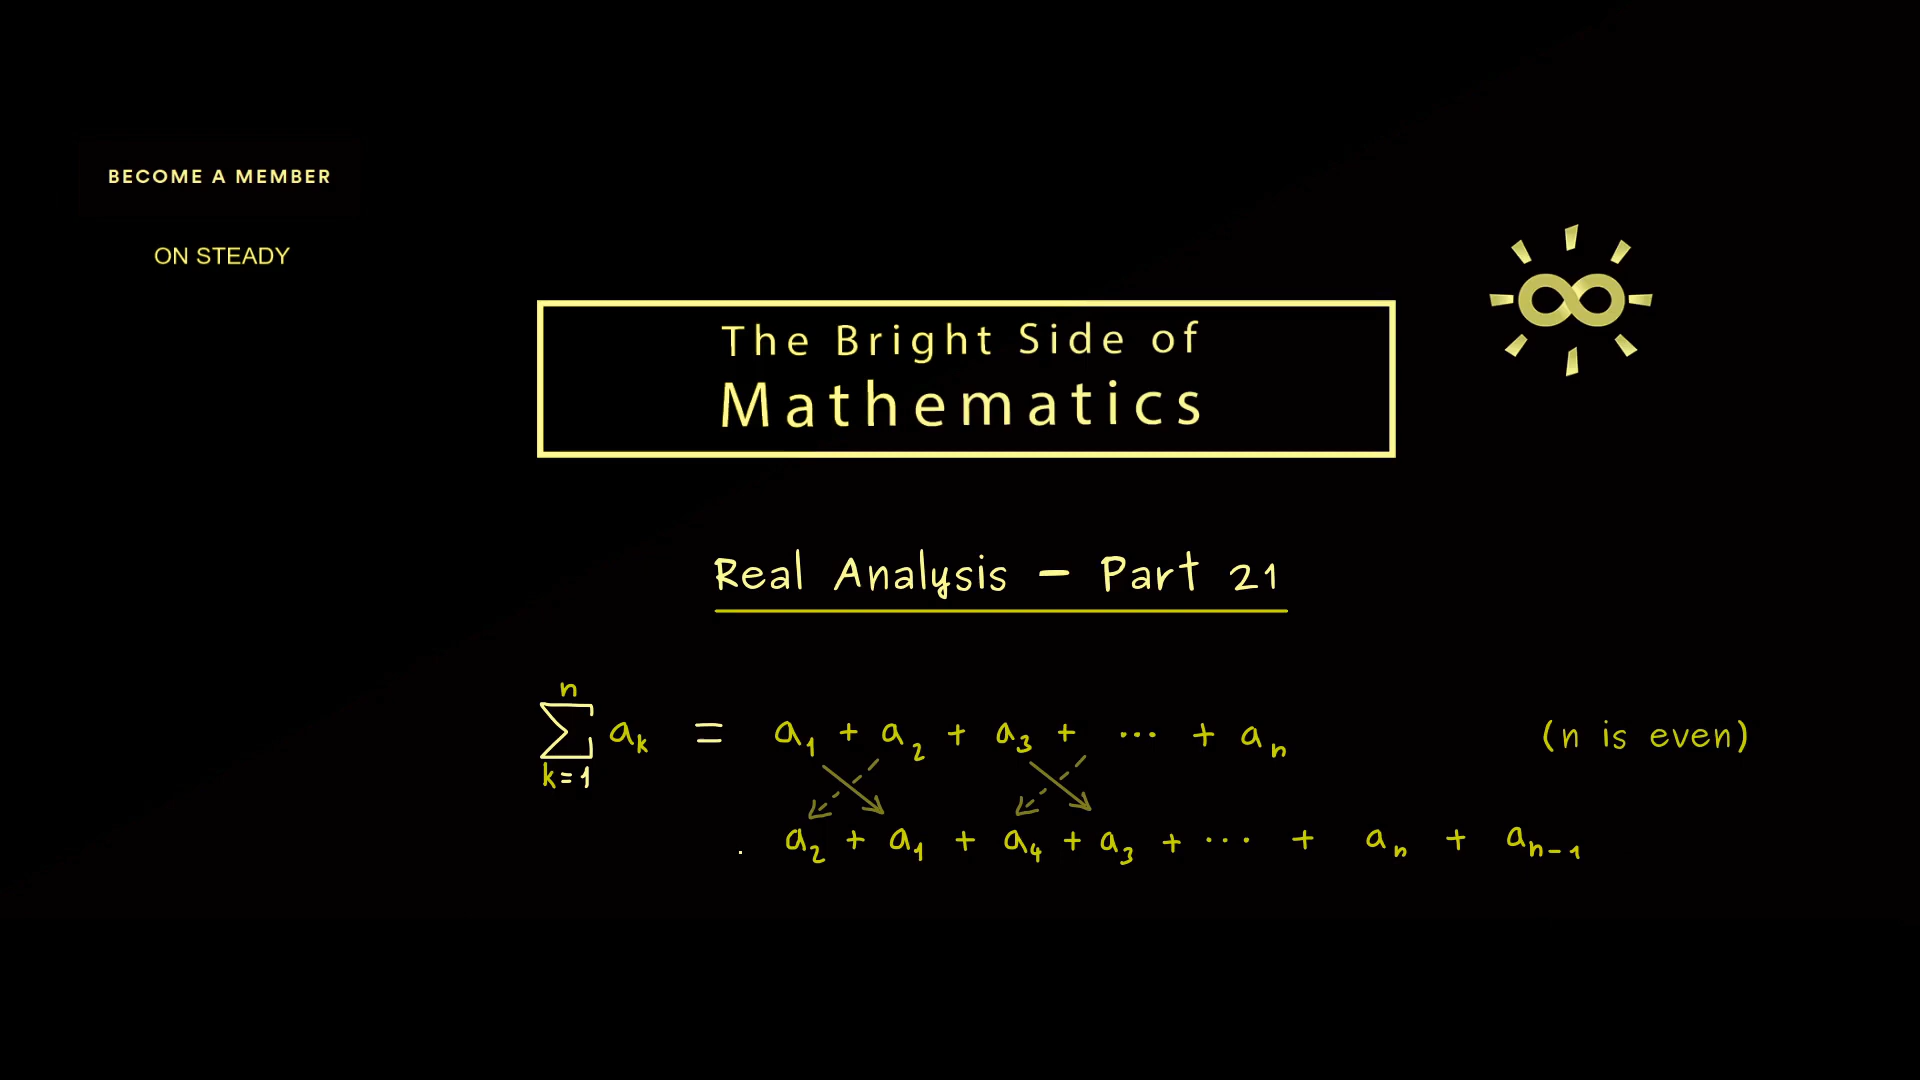 BECOME A MEMBER
ON STEADY
The Bright Side of
Mathematics
Real Analysis - Part 21
n
∑ aₖ = a₁ + a₂ + a₃ + ... + aₙ (n is even)
k=1
a₂ + a₁ + a₄ + a₃ + ... + aₙ + aₙ₋₁